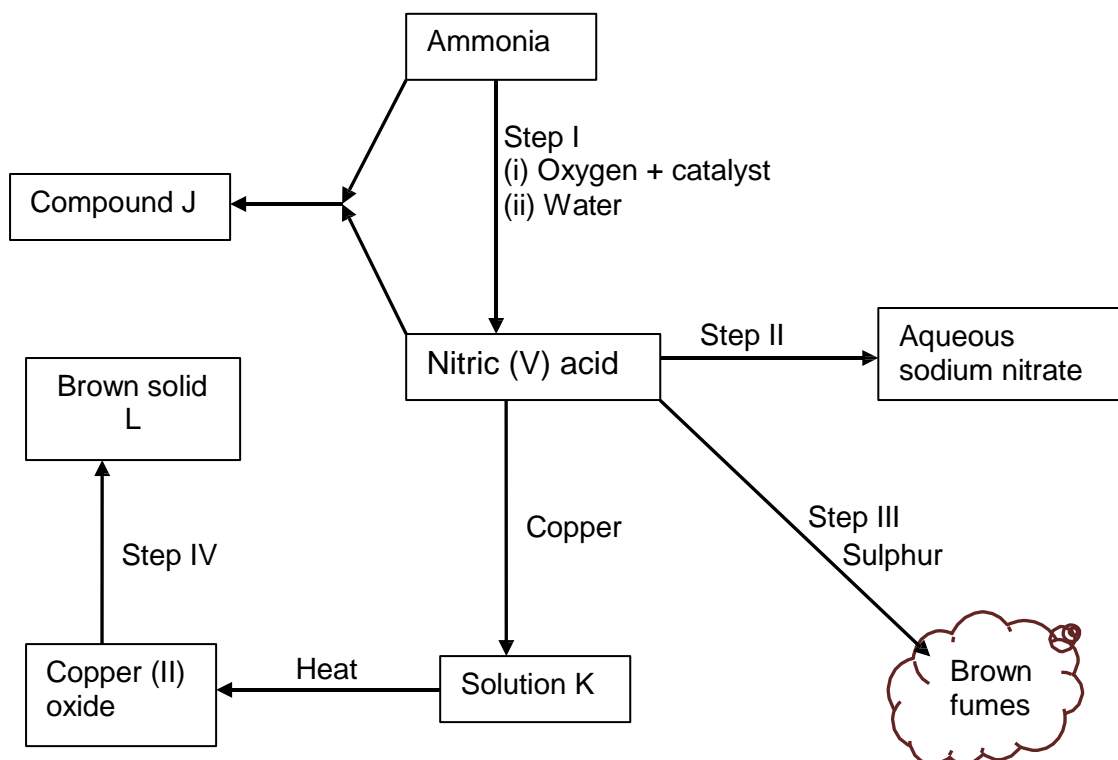 Ammonia
Step I
(i) Oxygen + catalyst
(ii) Water
Compound J
Nitric (V) acid
Step II
Aqueous
sodium nitrate
Brown solid
L
Copper
Step III
Sulphur
Step IV
Copper (II)
oxide
Heat
Solution K
Brown
fumes